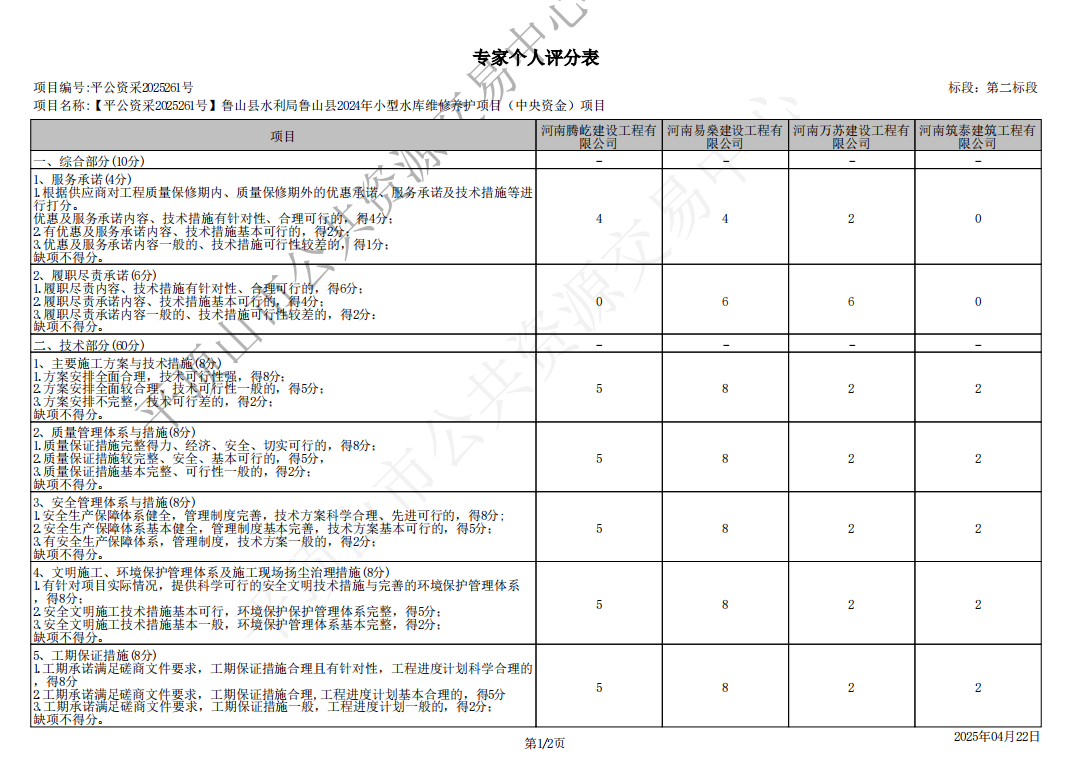 专家个人评分表
项目编号:平公资采2025261号
标段：第二标段
项目名称:【平公资采2025261号】鲁山县水利局鲁山县2024年小型水库维修养护项目（中央资金）项目
项目 河南腾屹建设工程有限公司 河南易燊建设工程有限公司 河南万苏建设工程有限公司 河南筑泰建筑工程有限公司
一、综合部分(10分) - - - -
1、服务承诺(4分)
1.根据供应商对工程质量保修期内、质量保修期外的优惠承诺、服务承诺及技术措施等进
行打分。
优惠及服务承诺内容、技术措施有针对性、合理可行的，得4分；
2.有优惠及服务承诺内容、技术措施基本可行的，得2分；
3.优惠及服务承诺内容一般的、技术措施可行性较差的，得1分；
缺项不得分。
4 4 2 0
2、履职尽责承诺(6分)
1.履职尽责内容、技术措施有针对性、合理可行的，得6分；
2.履职尽责承诺内容、技术措施基本可行的，得4分；
3.履职尽责承诺内容一般的、技术措施可行性较差的，得2分；
缺项不得分。
0 6 6 0
二、技术部分(60分) - - - -
1、主要施工方案与技术措施(8分)
1.方案安排全面合理，技术可行性强，得8分；
2.方案安排全面较合理，技术可行性一般的，得5分；
3.方案安排不完整，技术可行差的，得2分；
缺项不得分。
5 8 2 2
2、质量管理体系与措施(8分)
1.质量保证措施完整得力、经济、安全、切实可行的，得8分；
2.质量保证措施较完整、安全、基本可行的，得5分，
3.质量保证措施基本完整、可行性一般的，得2分；
缺项不得分。
5 8 2 2
3、安全管理体系与措施(8分)
1.安全生产保障体系健全，管理制度完善，技术方案科学合理、先进可行的，得8分；
2.安全生产保障体系基本健全，管理制度基本完善，技术方案基本可行的，得5分；
3.有安全生产保障体系，管理制度，技术方案一般的，得2分；
缺项不得分。
5 8 2 2
4、文明施工、环境保护管理体系及施工现场扬尘治理措施(8分)
1.有针对项目实际情况，提供科学可行的安全文明技术措施与完善的环境保护管理体系
，得8分；
2.安全文明施工技术措施基本可行，环境保护保护管理体系完整，得5分；
3.安全文明施工技术措施基本一般，环境保护管理体系基本完整，得2分；
缺项不得分。
5 8 2 2
5、工期保证措施(8分)
1.工期承诺满足磋商文件要求，工期保证措施合理且有针对性，工程进度计划科学合理的
，得8分
2.工期承诺满足磋商文件要求，工期保证措施合理,工程进度计划基本合理的，得5分
3.工期承诺满足磋商文件要求，工期保证措施一般，工程进度计划一般的，得2分；
缺项不得分。
5 8 2 2
第1/2页
2025年04月22日
平顶山市公共资源交易中心
平顶山市公共资源交易中心